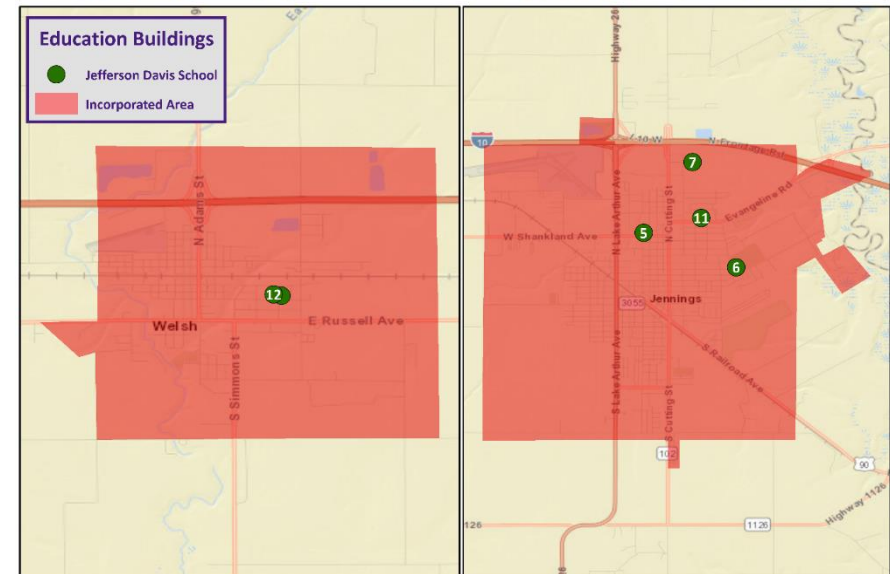 Education Buildings
Jefferson Davis School
Incorporated Area
N Adams St
Welsh
E Russell Ave
S Simmons St
12
Highway 26
10
I 10 W
N Frontage Rd
7
N Lake Arthur Ave
N Cutting St
11
Evangeline Rd
W Shankland Ave
5
6
3055
Jennings
S Railroad Ave
S Lake Arthur Ave
S Cutting St
102
90
Highway 1126
126
1126